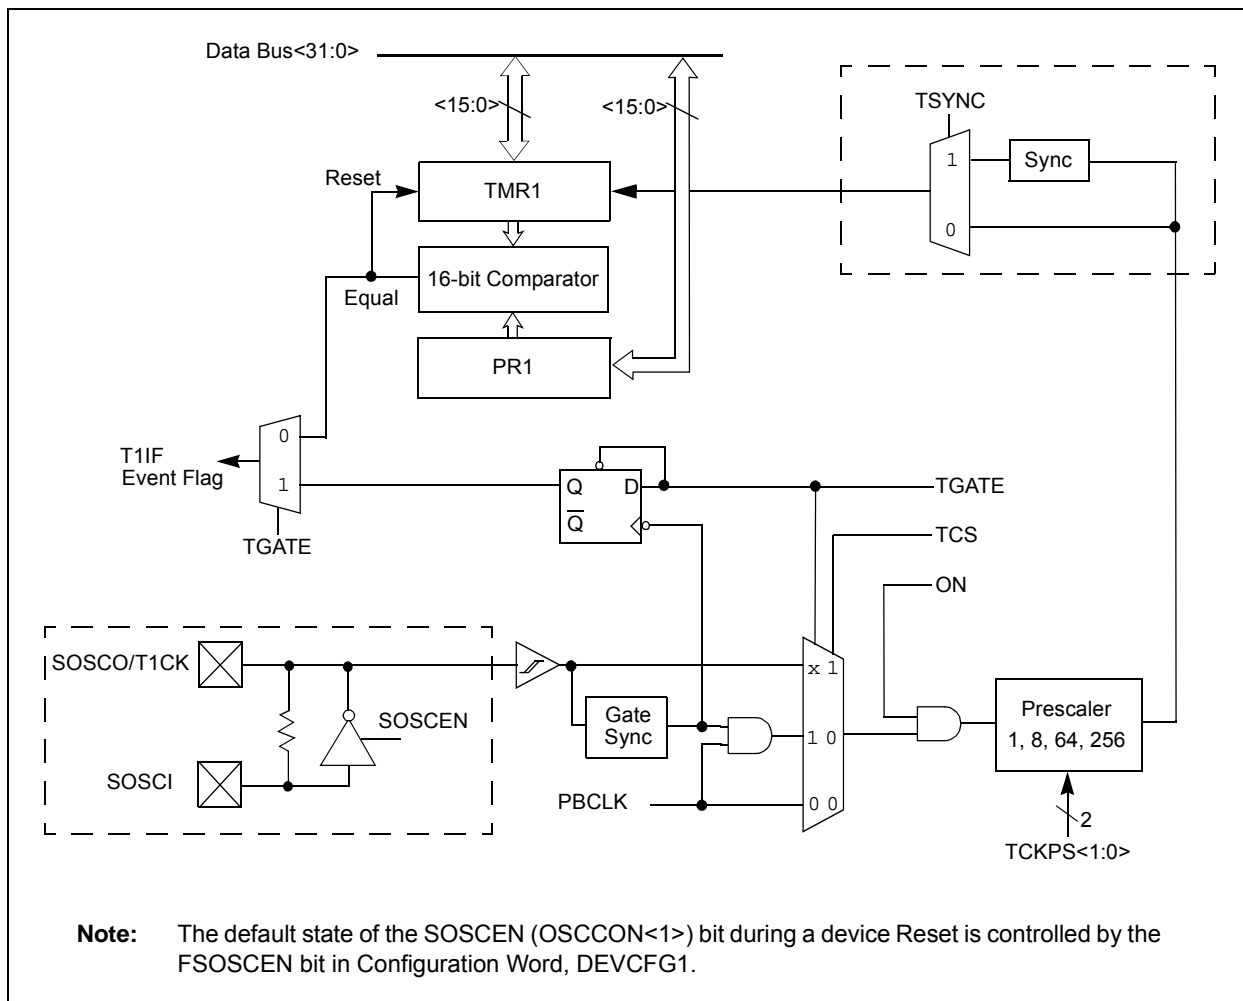 Data Bus<31:0>
<15:0>
<15:0>
TSYNC
1
Sync
0
Reset
TMR1
16-bit Comparator
Equal
PR1
0
T1IF
Event Flag
1
TGATE
Q
D
Q̅
TGATE
TCS
ON
SOSCO/T1CK
SOSCEN
SOSCI
x 1
Gate
Sync
1 0
PBCLK
0 0
Prescaler
1, 8, 64, 256
2
TCKPS<1:0>
Note: The default state of the SOSCEN (OSCCON<1>) bit during a device Reset is controlled by the
FSOSCEN bit in Configuration Word, DEVCFG1.